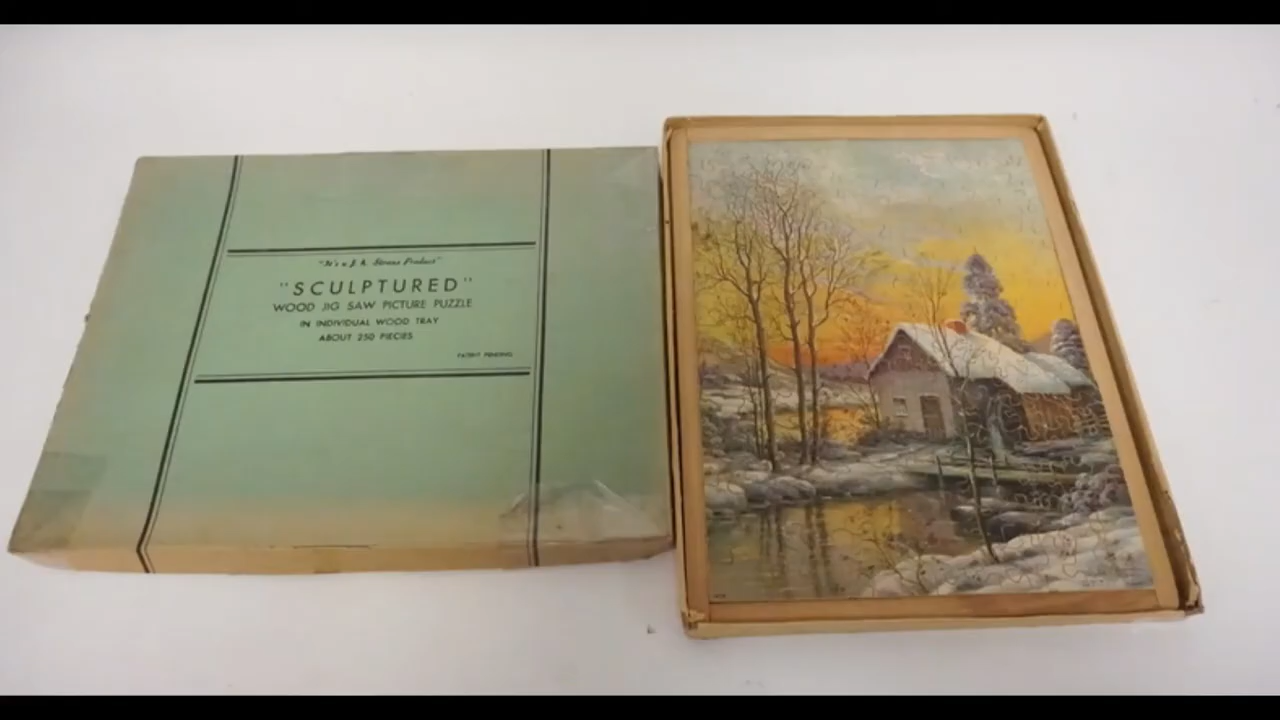 "It's a J. K. Straus Product"
"SCULPTURED"
WOOD JIG SAW PICTURE PUZZLE
IN INDIVIDUAL WOOD TRAY
ABOUT 250 PIECES
PATENT PENDING